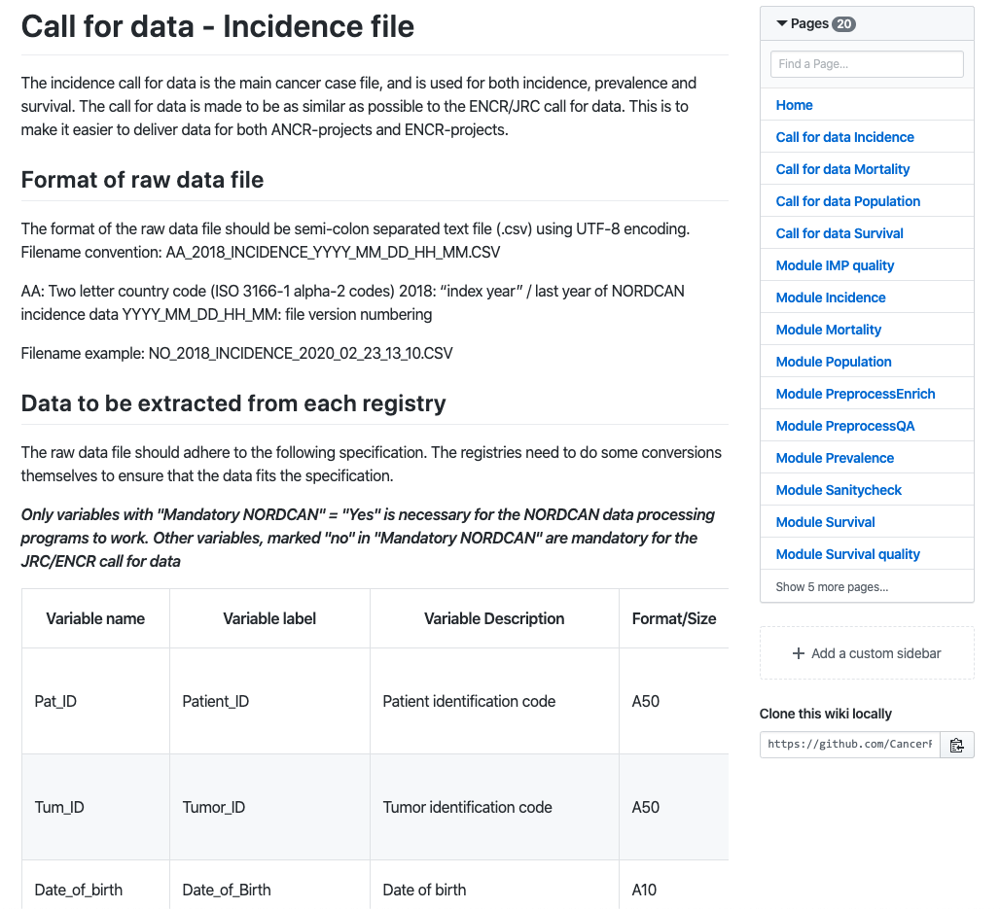 Call for data - Incidence file
The incidence call for data is the main cancer case file, and is used for both incidence, prevalence and
survival. The call for data is made to be as similar as possible to the ENCR/JRC call for data. This is to
make it easier to deliver data for both ANCR-projects and ENCR-projects.
Format of raw data file
The format of the raw data file should be semi-colon separated text file (.csv) using UTF-8 encoding.
Filename convention: AA_2018_INCIDENCE_YYYY_MM_DD_HH_MM.CSV
AA: Two letter country code (ISO 3166-1 alpha-2 codes) 2018: “index year” / last year of NORDCAN
incidence data YYYY_MM_DD_HH_MM: file version numbering
Filename example: NO_2018_INCIDENCE_2020_02_23_13_10.CSV
Data to be extracted from each registry
The raw data file should adhere to the following specification. The registries need to do some conversions
themselves to ensure that the data fits the specification.
Only variables with "Mandatory NORDCAN" = "Yes" is necessary for the NORDCAN data processing
programs to work. Other variables, marked "no" in "Mandatory NORDCAN" are mandatory for the
JRC/ENCR call for data
Variable name Variable label Variable Description Format/Size
Pat_ID Patient_ID Patient identification code A50
Tum_ID Tumor_ID Tumor identification code A50
Date_of_birth Date_of_Birth Date of birth A10
Pages 20
Find a Page...
Home
Call for data Incidence
Call for data Mortality
Call for data Population
Call for data Survival
Module IMP quality
Module Incidence
Module Mortality
Module Population
Module PreprocessEnrich
Module PreprocessQA
Module Prevalence
Module Sanitycheck
Module Survival
Module Survival quality
Show 5 more pages...
+ Add a custom sidebar
Clone this wiki locally
https://github.com/Cancer